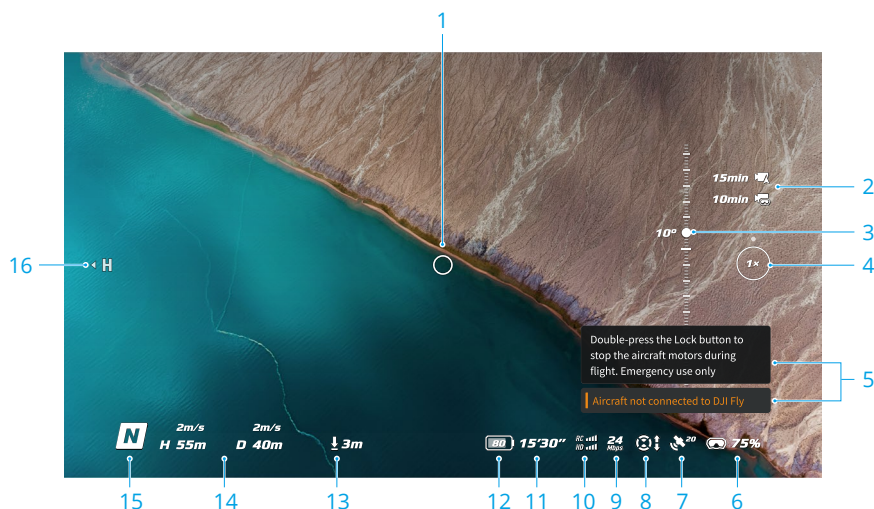 1
15min
2
10min
10°
3
16
H
1×
4
Double-press the Lock button to
stop the aircraft motors during
flight. Emergency use only
5
Aircraft not connected to DJI Fly
N
2m/s
H 55m
2m/s
D 40m
3m
80
15'30"
RC
HD
24
Mbps
20
75%
15
14
13
12
11
10
9
8
7
6